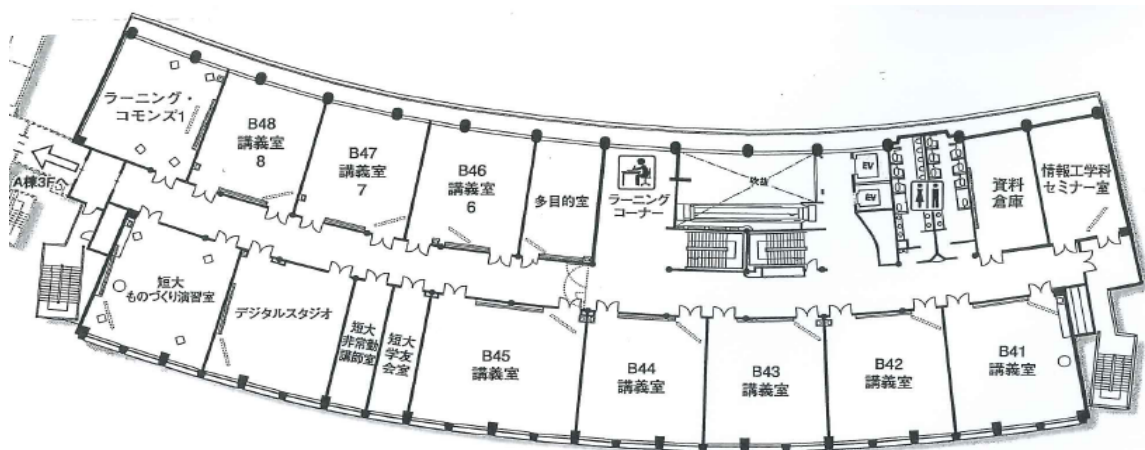 ラーニング・
コモンズ1
B48
講義室
8
B47
講義室
7
B46
講義室
6
多目的室
ラーニング
コーナー
吹抜
EV
EV
資料
倉庫
情報工学科
セミナー室
A棟3Fへ
短大
ものづくり演習室
デジタルスタジオ
短大
非常勤
講師室
短大
学友
会室
B45
講義室
B44
講義室
B43
講義室
B42
講義室
B41
講義室